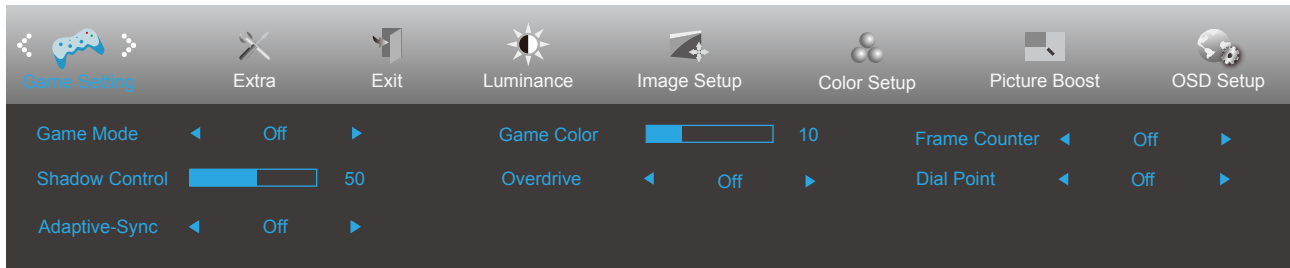 Game Setting Extra Exit Luminance Image Setup Color Setup Picture Boost OSD Setup
Game Mode Off Game Color 10 Frame Counter Off
Shadow Control 50 Overdrive Off Dial Point Off
Adaptive-Sync Off